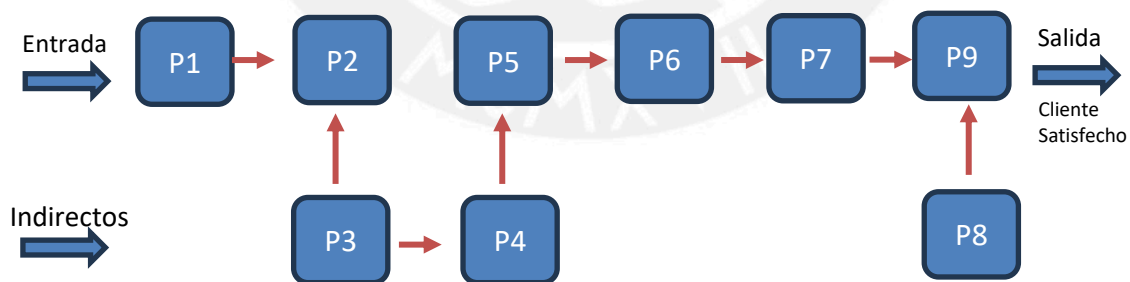 Entrada
P1
P2
P5
P6
P7
P9
Salida
Cliente
Satisfecho
Indirectos
P3
P4
P8